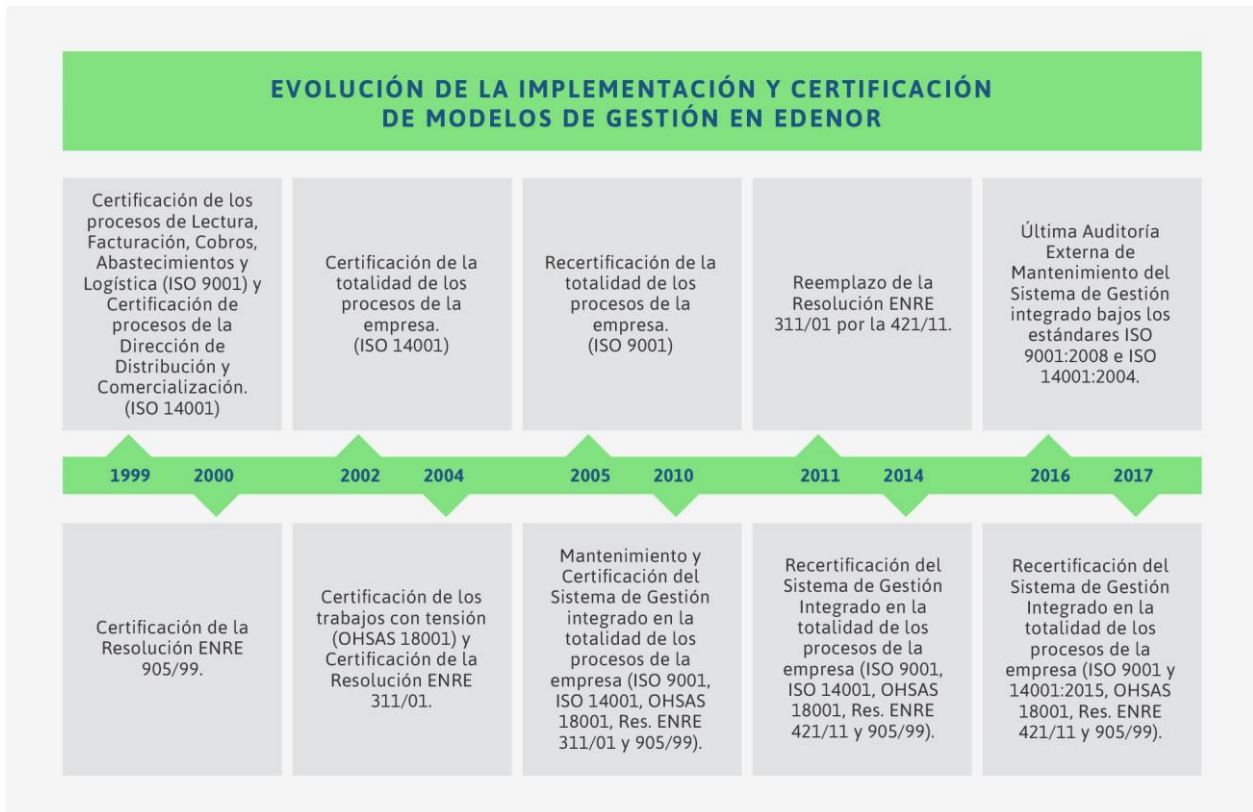 EVOLUCIÓN DE LA IMPLEMENTACIÓN Y CERTIFICACIÓN
DE MODELOS DE GESTIÓN EN EDENOR
Certificación de los
procesos de Lectura,
Facturación, Cobros,
Abastecimientos y
Logística (ISO 9001) y
Certificación de
procesos de la
Dirección de
Distribución y
Comercialización.
(ISO 14001)
Certificación de la
totalidad de los
procesos de la
empresa.
(ISO 14001)
Recertificación de la
totalidad de los
procesos de la
empresa.
(ISO 9001)
Reemplazo de la
Resolución ENRE
311/01 por la 421/11.
Última Auditoría
Externa de
Mantenimiento del
Sistema de Gestión
integrado bajos los
estándares ISO
9001:2008 e ISO
14001:2004.
1999 2000 2002 2004 2005 2010 2011 2014 2016 2017
Certificación de la
Resolución ENRE
905/99.
Certificación de los
trabajos con tensión
(OHSAS 18001) y
Certificación de la
Resolución ENRE
311/01.
Mantenimiento y
Certificación del
Sistema de Gestión
integrado en la
totalidad de los
procesos de la
empresa (ISO 9001,
ISO 14001, OHSAS
18001, Res. ENRE
311/01 y 905/99).
Recertificación del
Sistema de Gestión
Integrado en la
totalidad de los
procesos de la
empresa (ISO 9001,
ISO 14001, OHSAS
18001, Res. ENRE
421/11 y 905/99).
Recertificación del
Sistema de Gestión
Integrado en la
totalidad de los
procesos de la
empresa (ISO 9001 y
14001:2015, OHSAS
18001, Res. ENRE
421/11 y 905/99).